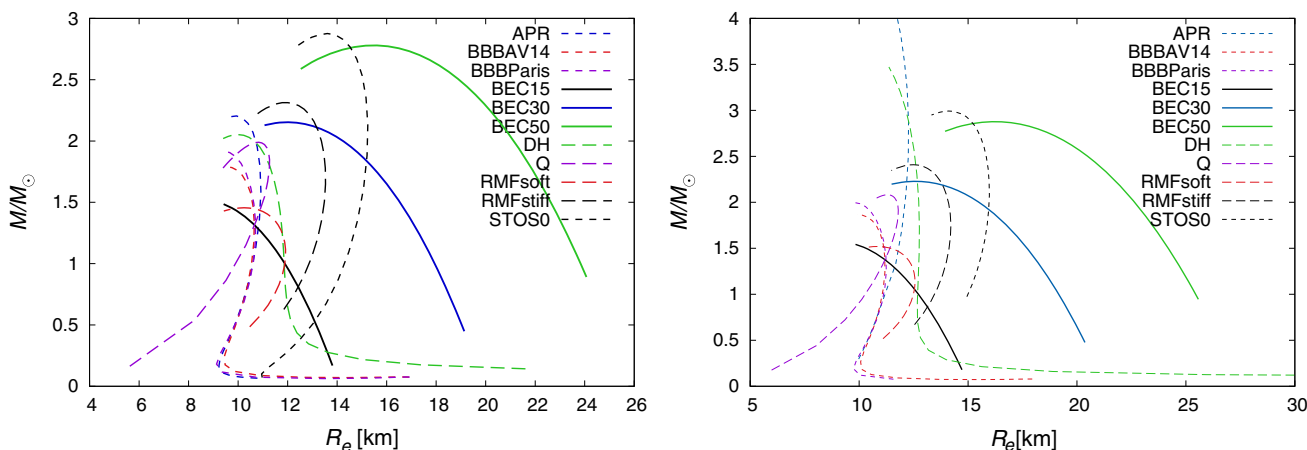 3
2.5
2
1.5
1
0.5
0
M/M⊙
4 6 8 10 12 14 16 18 20 22 24 26
R_e [km]
APR
BBBAV14
BBBParis
BEC15
BEC30
BEC50
DH
Q
RMFsoft
RMFstiff
STOS0
4
3.5
3
2.5
2
1.5
1
0.5
0
M/M⊙
5 10 15 20 25 30
R_e[km]
APR
BBBAV14
BBBParis
BEC15
BEC30
BEC50
DH
Q
RMFsoft
RMFstiff
STOS0